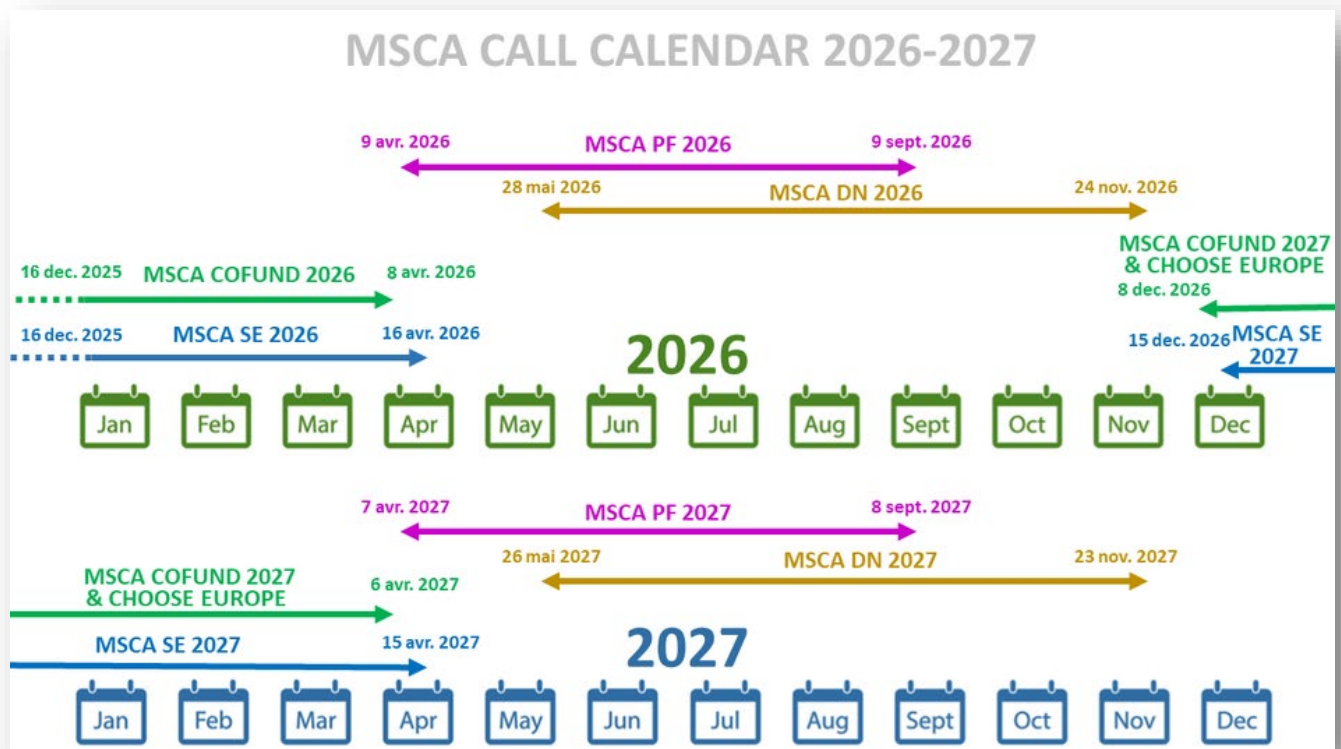 MSCA CALL CALENDAR 2026-2027
9 avr. 2026 MSCA PF 2026 9 sept. 2026
28 mai 2026 MSCA DN 2026 24 nov. 2026
MSCA COFUND 2027
& CHOOSE EUROPE
16 dec. 2025 MSCA COFUND 2026 8 avr. 2026
8 dec. 2026
16 dec. 2025 MSCA SE 2026 16 avr. 2026
15 dec. 2026 MSCA SE
2027
2026
Jan Feb Mar Apr May Jun Jul Aug Sept Oct Nov Dec
7 avr. 2027 MSCA PF 2027 8 sept. 2027
26 mai 2027 MSCA DN 2027 23 nov. 2027
MSCA COFUND 2027
& CHOOSE EUROPE
6 avr. 2027
MSCA SE 2027 15 avr. 2027
2027
Jan Feb Mar Apr May Jun Jul Aug Sept Oct Nov Dec